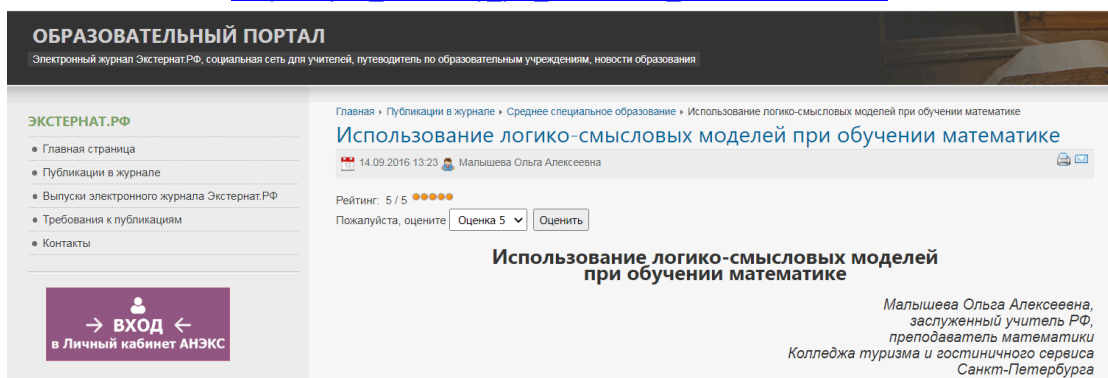 ОБРАЗОВАТЕЛЬНЫЙ ПОРТАЛ
Электронный журнал Экстернат.РФ, социальная сеть для учителей, путеводитель по образовательным учреждениям, новости образования
ЭКСТЕРНАТ.РФ
Главная страница
Публикации в журнале
Выпуски электронного журнала Экстернат.РФ
Требования к публикациям
Контакты
→ ВХОД ←
в Личный кабинет АНЭКС
Главная › Публикации в журнале › Среднее специальное образование › Использование логико-смысловых моделей при обучении математике
Использование логико-смысловых моделей при обучении математике
14.09.2016 13:23 Малышева Ольга Алексеевна
Рейтинг: 5 / 5
Пожалуйста, оцените Оценка 5 Оценить
Использование логико-смысловых моделей
при обучении математике
Малышева Ольга Алексеевна,
заслуженный учитель РФ,
преподаватель математики
Колледжа туризма и гостиничного сервиса
Санкт-Петербурга